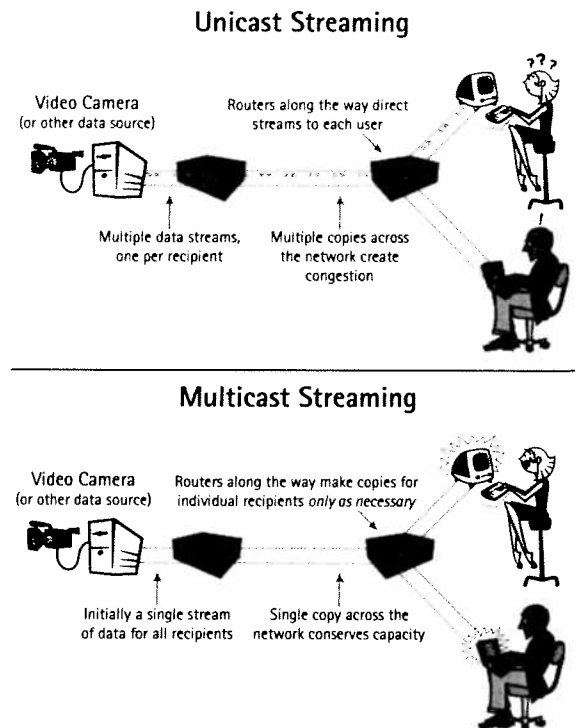 Unicast Streaming
Video Camera
(or other data source)
Routers along the way direct
streams to each user
???
Multiple data streams,
one per recipient
Multiple copies across
the network create
congestion
!
Multicast Streaming
Video Camera
(or other data source)
Routers along the way make copies for
individual recipients only as necessary
Initially a single stream
of data for all recipients
Single copy across the
network conserves capacity